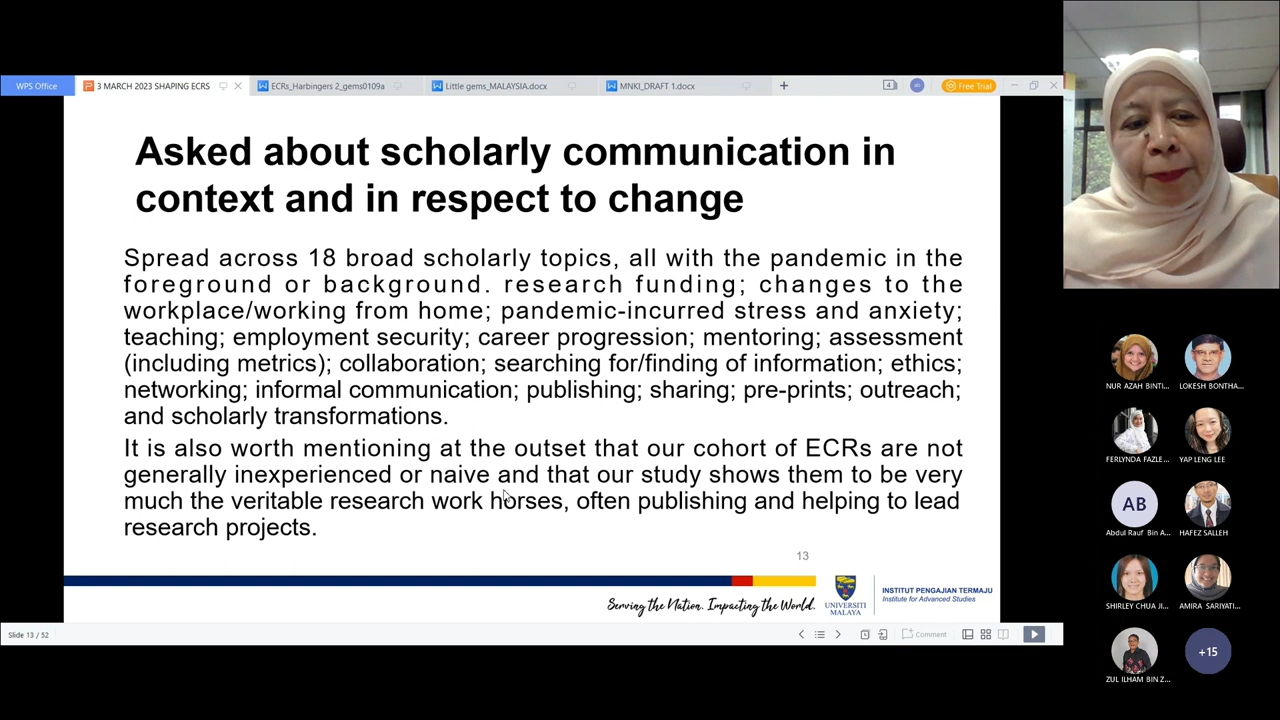 WPS Office
3 MARCH 2023 SHAPING ECRS
ECRs_Harbingers 2_gems0109a
Little gems_MALAYSIA.docx
MNKI_DRAFT 1.docx
Free Trial
Asked about scholarly communication in
context and in respect to change
Spread across 18 broad scholarly topics, all with the pandemic in the
foreground or background. research funding; changes to the
workplace/working from home; pandemic-incurred stress and anxiety;
teaching; employment security; career progression; mentoring; assessment
(including metrics); collaboration; searching for/finding of information; ethics;
networking; informal communication; publishing; sharing; pre-prints; outreach;
and scholarly transformations.
It is also worth mentioning at the outset that our cohort of ECRs are not
generally inexperienced or naive and that our study shows them to be very
much the veritable research work horses, often publishing and helping to lead
research projects.
13
Serving the Nation. Impacting the World.
UNIVERSITI
MALAYA
INSTITUT PENGAJIAN TERMAJU
Institute for Advanced Studies
Slide 13 / 52
Comment
NUR AZAH BINTI...
LOKESH BONTHA...
FERLYNDA FAZLE...
YAP LENG LEE
AB
Abdul Rauf Bin A...
HAFEZ SALLEH
SHIRLEY CHUA JI...
AMIRA SARIYATI...
ZUL ILHAM BIN Z...
+15